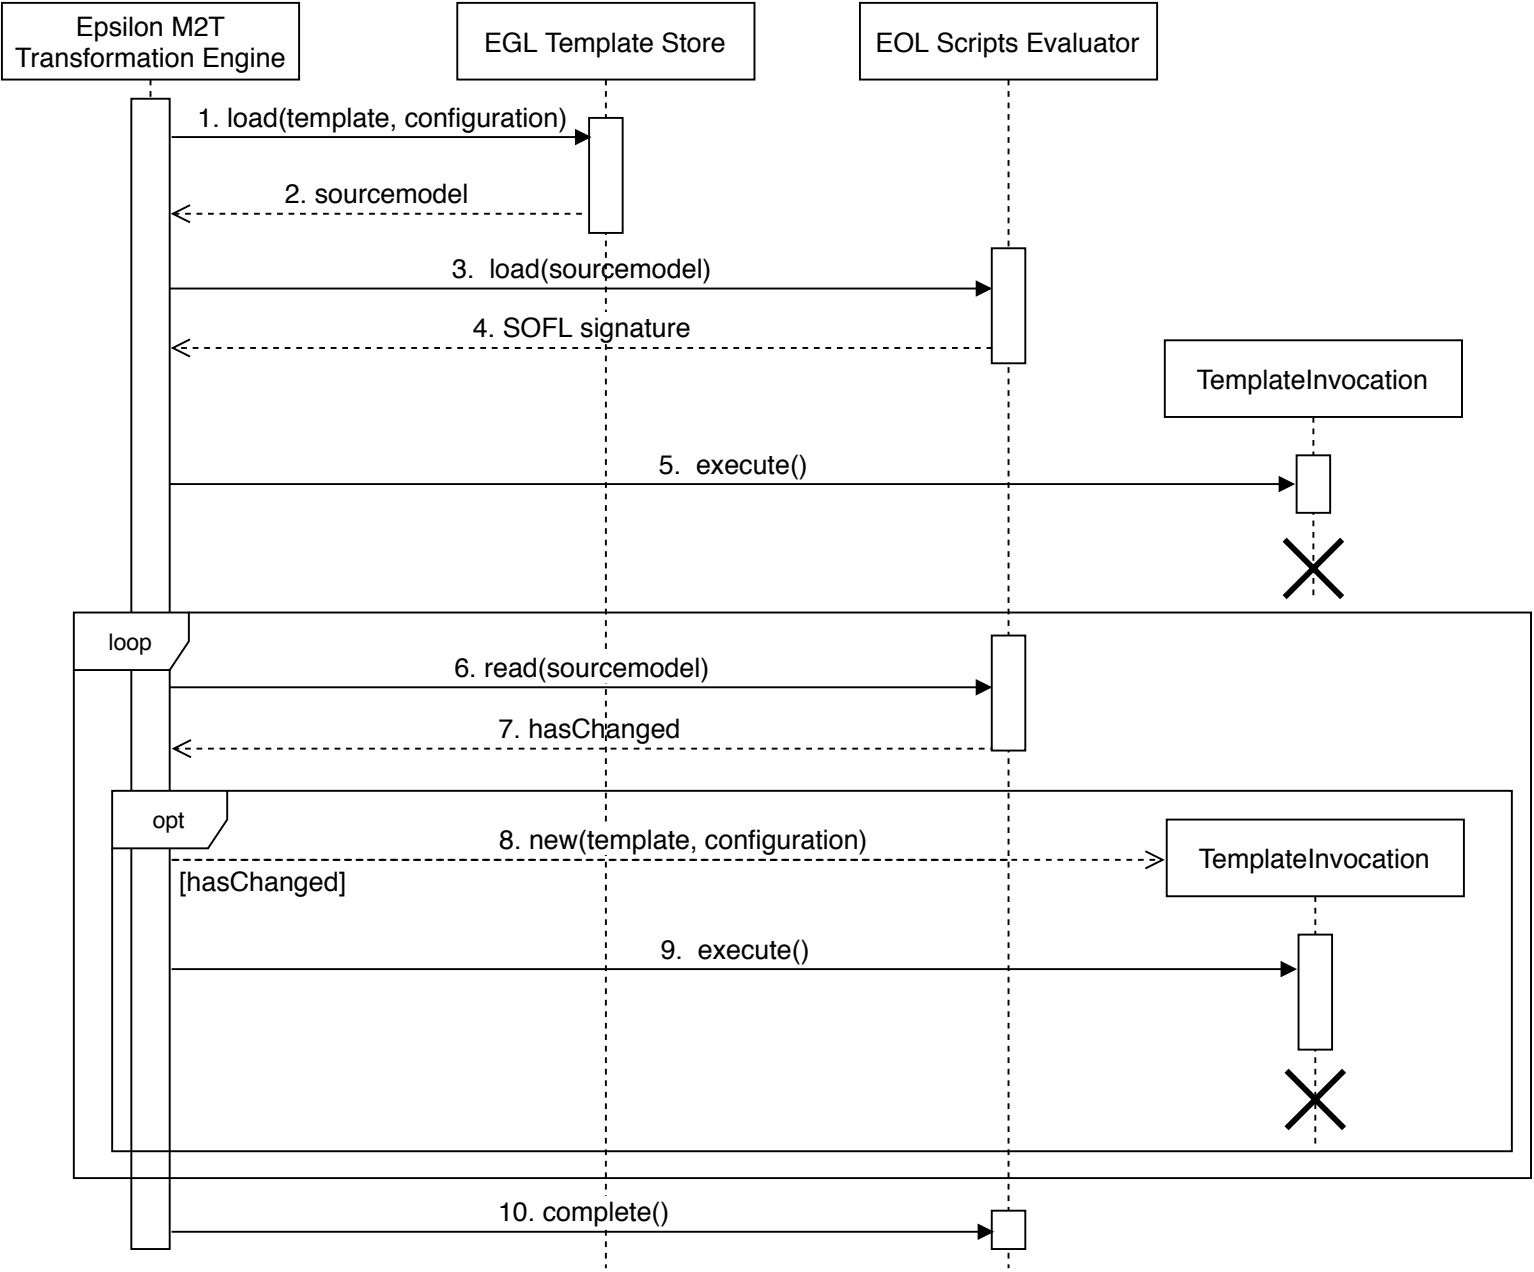 Epsilon M2T
Transformation Engine
EGL Template Store
EOL Scripts Evaluator
1. load(template, configuration)
2. sourcemodel
3. load(sourcemodel)
4. SOFL signature
TemplateInvocation
5. execute()
loop
6. read(sourcemodel)
7. hasChanged
opt
8. new(template, configuration)
TemplateInvocation
[hasChanged]
9. execute()
10. complete()